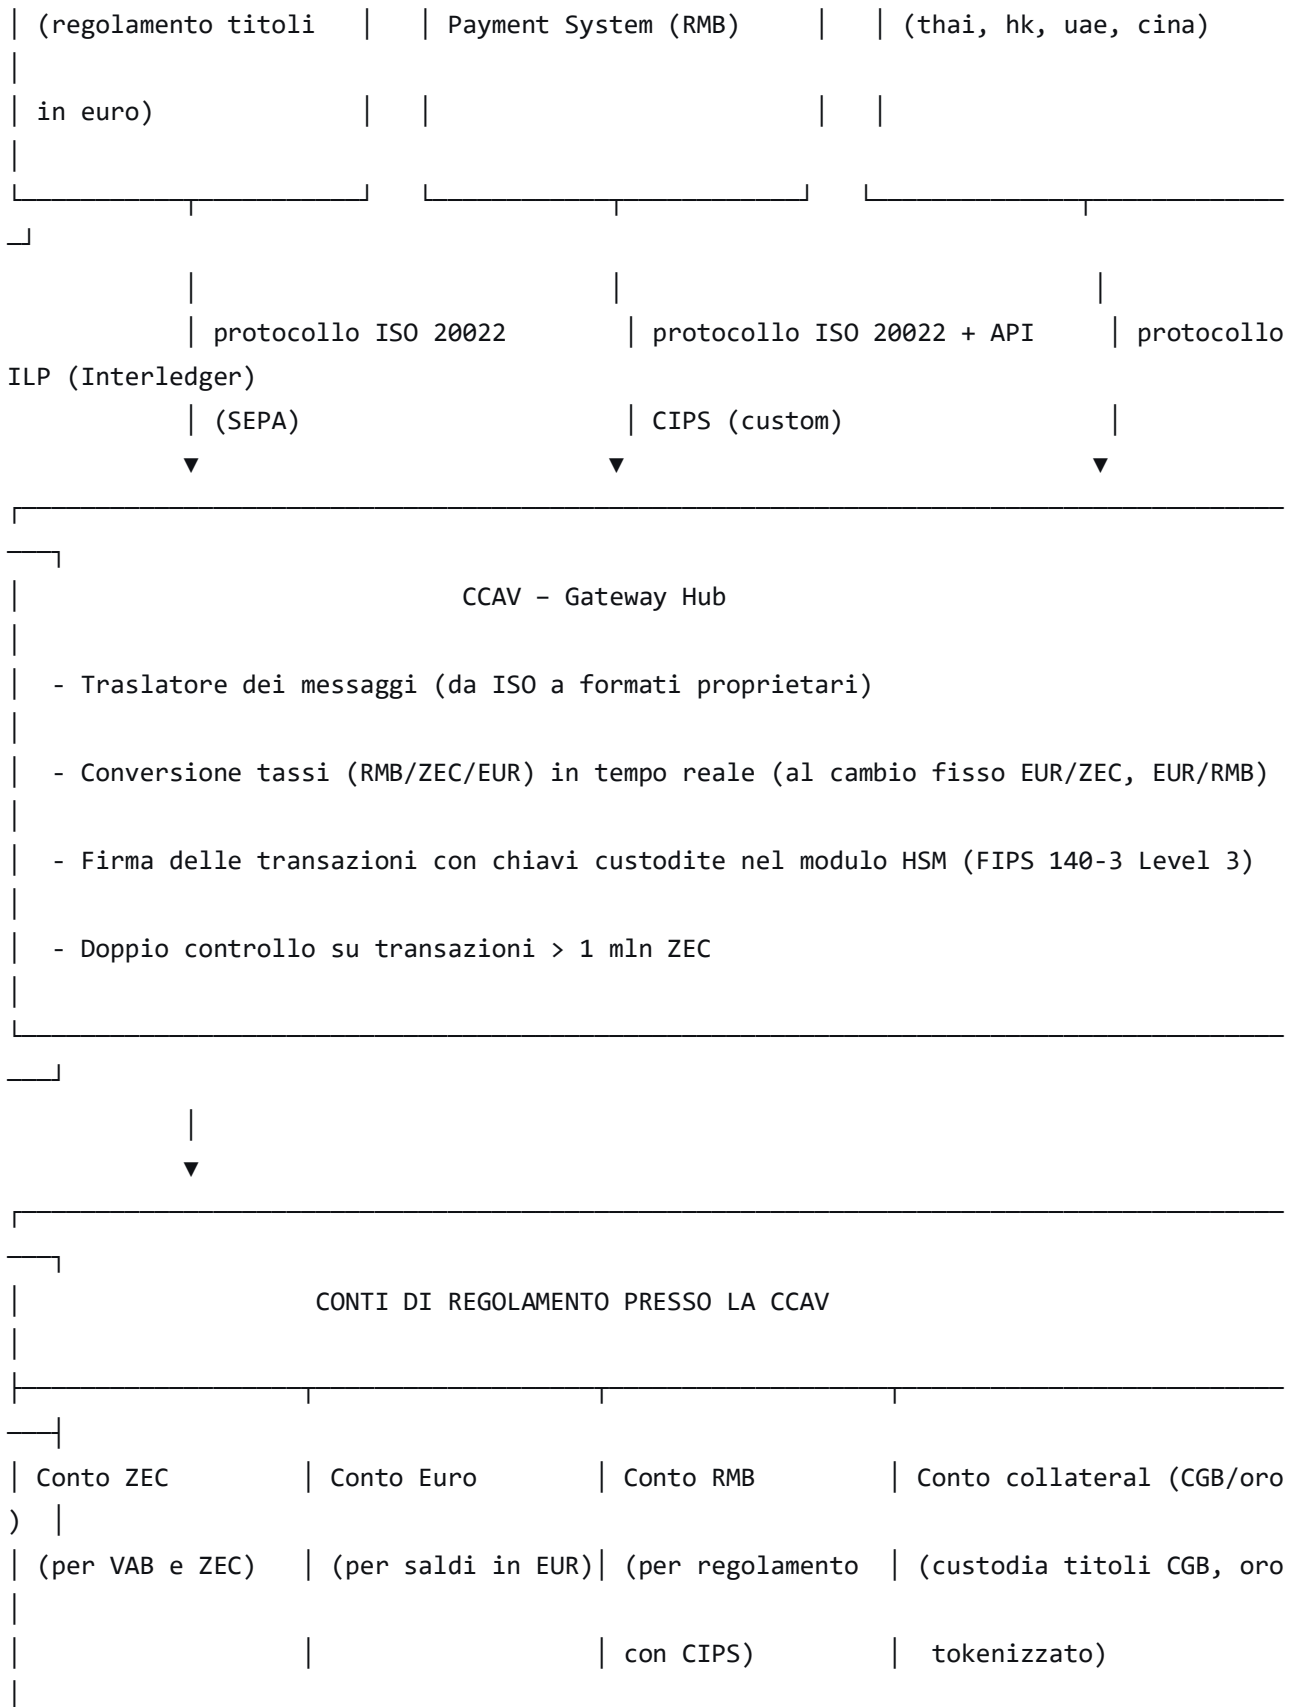 │ (regolamento titoli   │   │ Payment System (RMB)     │   │ (thai, hk, uae, cina)
│
│ in euro)              │   │                          │   │
│
└───────────┬───────────┘   └────────────┬────────────┘   └──────────────┬─────────────
─┘
            │                            │                                │
            │ protocollo ISO 20022        │ protocollo ISO 20022 + API     │ protocollo
ILP (Interledger)
            │ (SEPA)                      │ CIPS (custom)                  │
            ▼                            ▼                                ▼
┌──────────────────────────────────────────────────────────────────────────────────────
───┐
│                              CCAV – Gateway Hub
│
│  - Traslatore dei messaggi (da ISO a formati proprietari)
│
│  - Conversione tassi (RMB/ZEC/EUR) in tempo reale (al cambio fisso EUR/ZEC, EUR/RMB)
│
│  - Firma delle transazioni con chiavi custodite nel modulo HSM (FIPS 140-3 Level 3)
│
│  - Doppio controllo su transazioni > 1 mln ZEC
│
└──────────────────────────────────────────────────────────────────────────────────────
───┘
            │
            ▼
┌──────────────────────────────────────────────────────────────────────────────────────
───┐
│                    CONTI DI REGOLAMENTO PRESSO LA CCAV
│
├───────────────────┬───────────────────┬───────────────────┬──────────────────────────
───┤
│ Conto ZEC         │ Conto Euro        │ Conto RMB         │ Conto collateral (CGB/oro
)  │
│ (per VAB e ZEC)   │ (per saldi in EUR)│ (per regolamento  │ (custodia titoli CGB, oro
│
│                   │                   │ con CIPS)         │  tokenizzato)
│